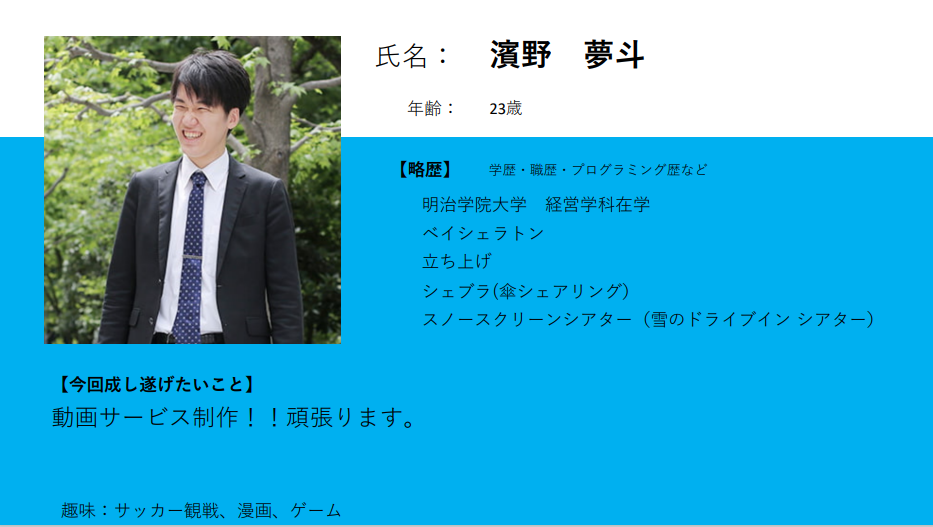 氏名： 濱野　夢斗
年齢： 23歳
【略歴】 学歴・職歴・プログラミング歴など
明治学院大学　経営学科在学
ベイシェラトン
立ち上げ
シェブラ(傘シェアリング)
スノースクリーンシアター（雪のドライブイン シアター）
【今回成し遂げたいこと】
動画サービス制作！！頑張ります。
趣味：サッカー観戦、漫画、ゲーム